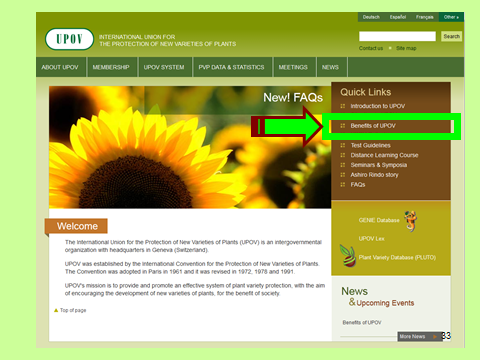 Deutsch Español Français Other
UPOV
INTERNATIONAL UNION FOR
THE PROTECTION OF NEW VARIETIES OF PLANTS
Search
Contact us Site map
ABOUT UPOV MEMBERSHIP UPOV SYSTEM PVP DATA & STATISTICS MEETINGS NEWS
New! FAQs
Quick Links
Introduction to UPOV
Benefits of UPOV
Test Guidelines
Distance Learning Course
Seminars & Symposia
Ashiro Rindo story
FAQs
GENIE Database
UPOV Lex
Plant Variety Database (PLUTO)
Welcome
The International Union for the Protection of New Varieties of Plants (UPOV) is an intergovernmental
organization with headquarters in Geneva (Switzerland).
UPOV was established by the International Convention for the Protection of New Varieties of Plants.
The Convention was adopted in Paris in 1961 and it was revised in 1972, 1978 and 1991.
UPOV's mission is to provide and promote an effective system of plant variety protection, with the aim
of encouraging the development of new varieties of plants, for the benefit of society.
Top of page
News
& Upcoming Events
Benefits of UPOV
More News
33